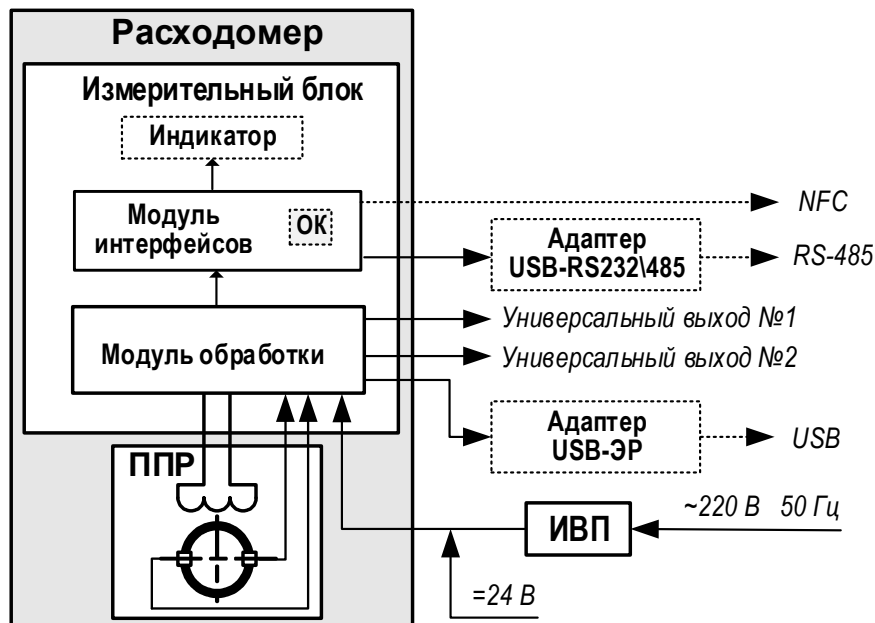 Расходомер
Измерительный блок
Индикатор
Модуль
интерфейсов
ОК
NFC
Адаптер
USB-RS232\485
RS-485
Универсальный выход №1
Универсальный выход №2
Модуль обработки
Адаптер
USB-ЭР
USB
ППР
ИВП
~220 В 50 Гц
=24 В